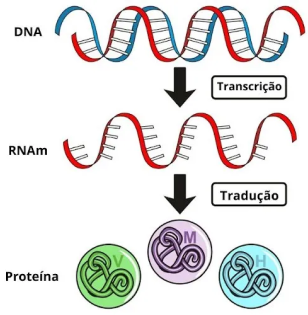 DNA
Transcrição
RNAm
Tradução
Proteína
V
M
H